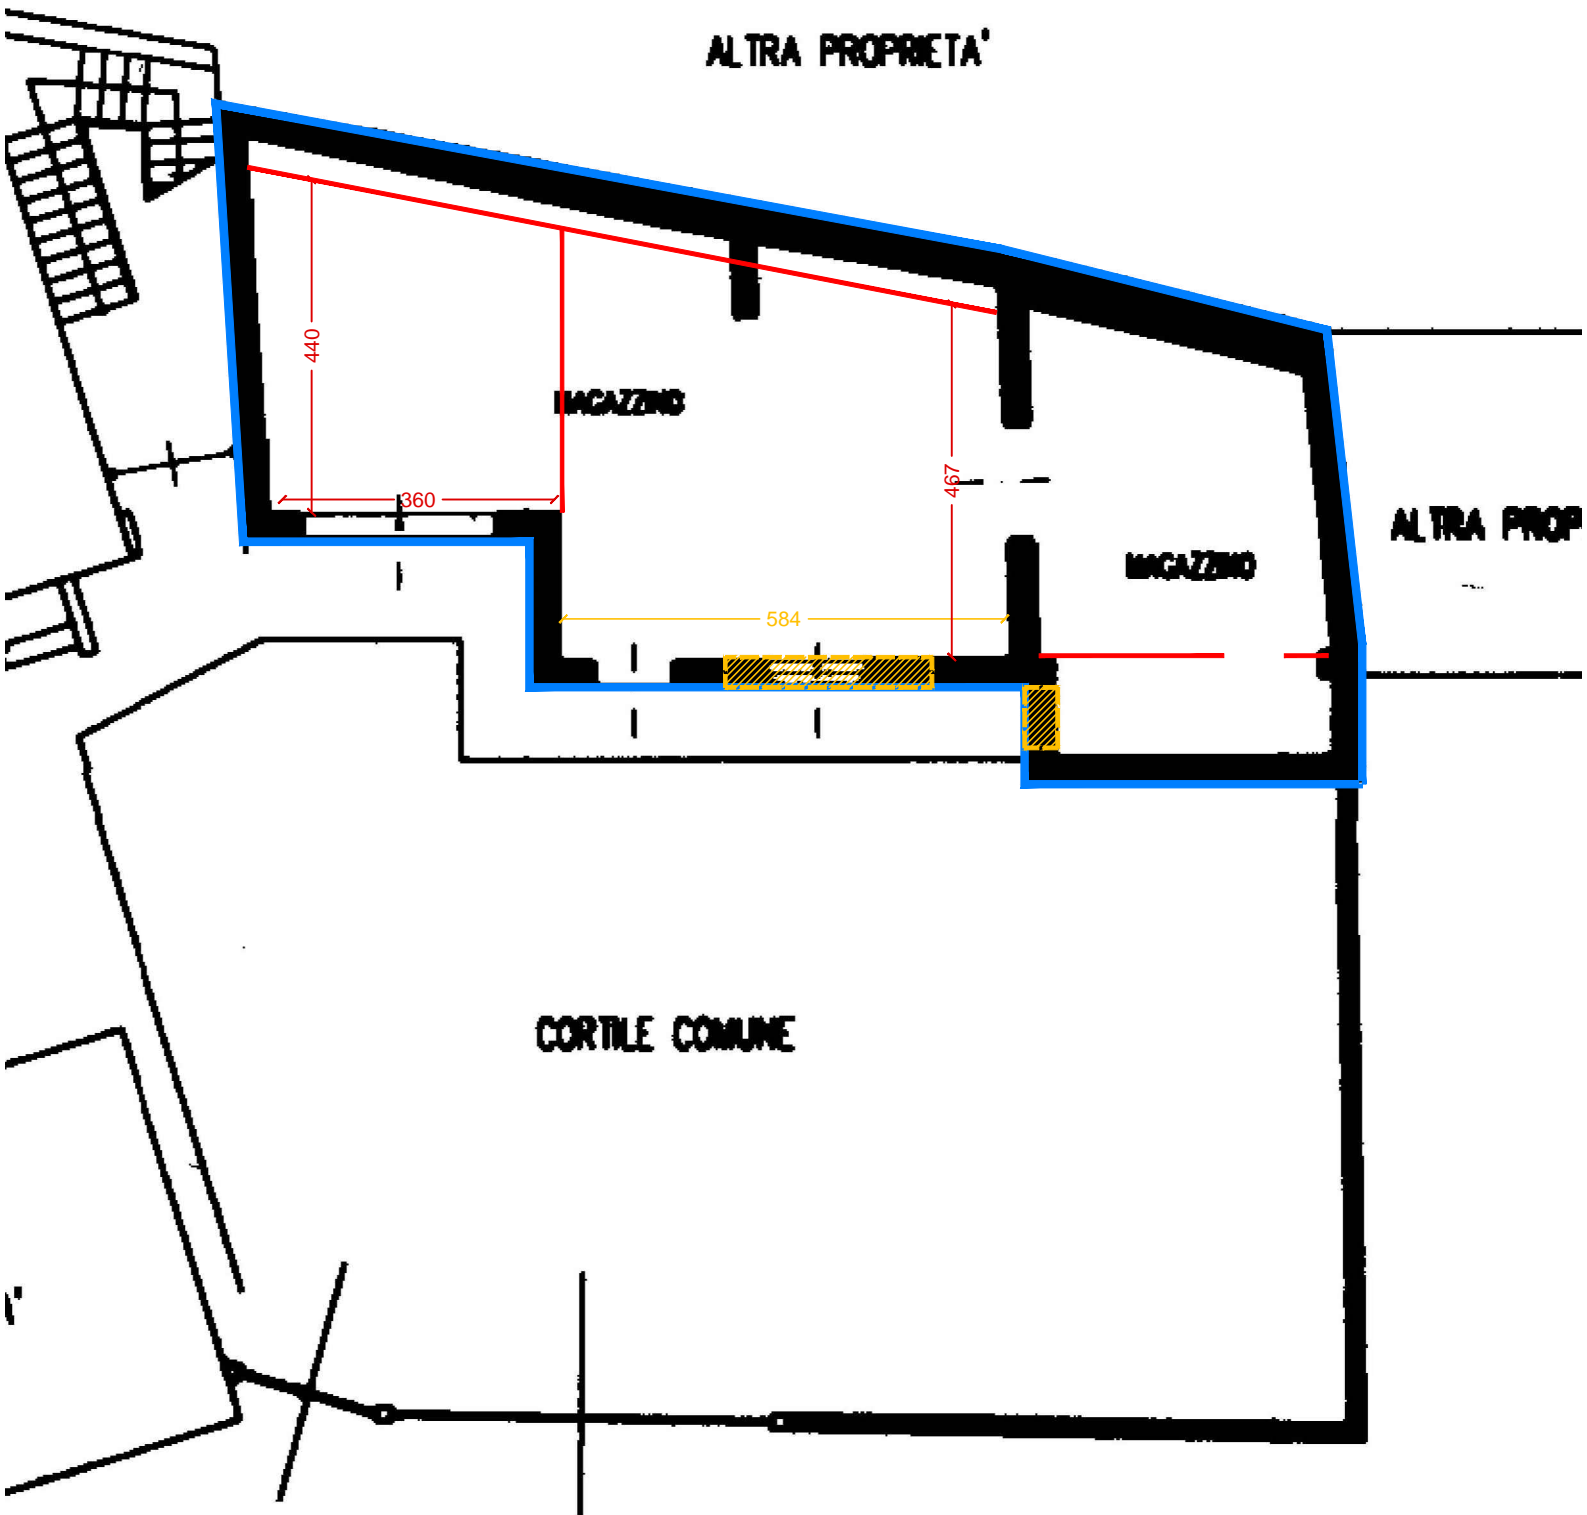 ALTRA PROPRIETA'
440
MAGAZZINO
467
360
ALTRA PROP
MAGAZZINO
584
CORTILE COMUNE